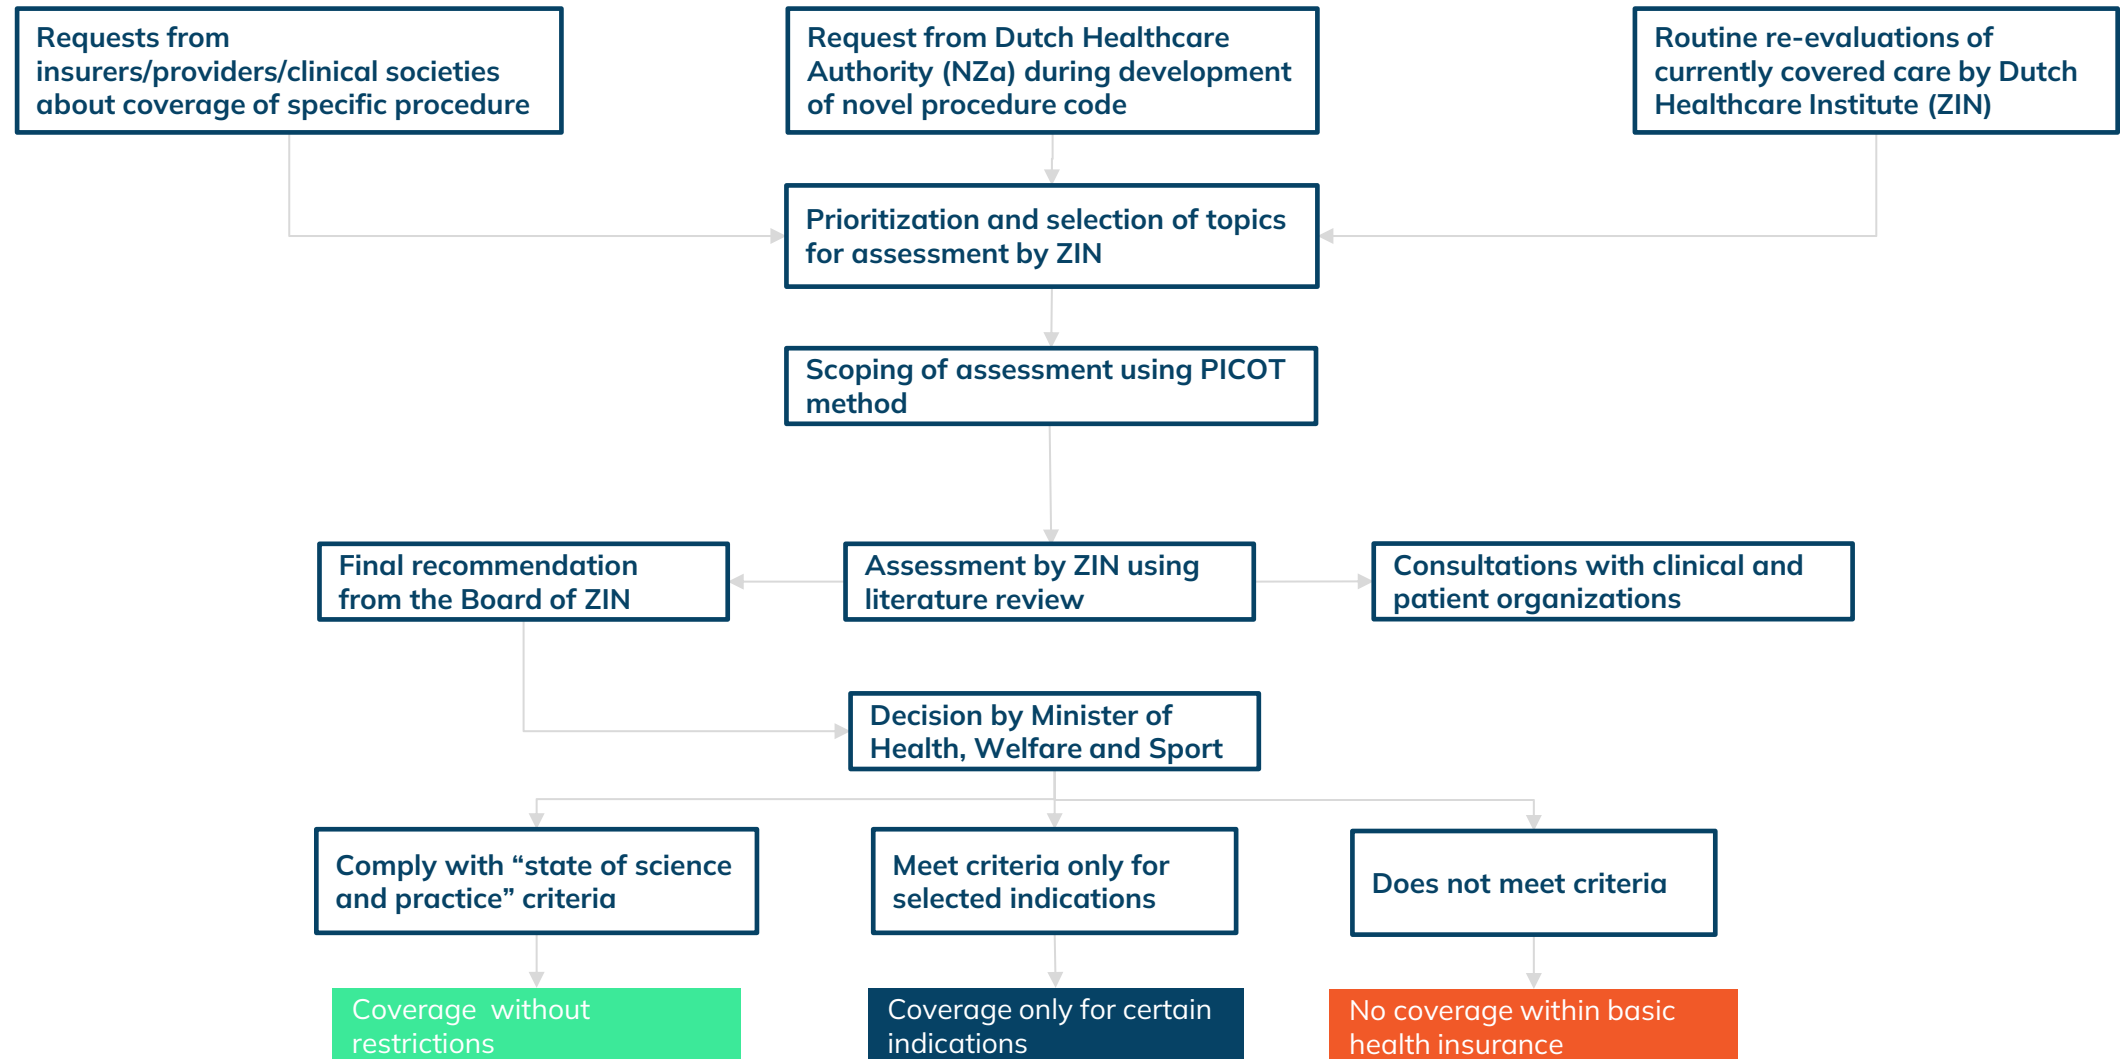 Requests from
insurers/providers/clinical societies
about coverage of specific procedure
Request from Dutch Healthcare
Authority (NZa) during development
of novel procedure code
Routine re-evaluations of
currently covered care by Dutch
Healthcare Institute (ZIN)
Prioritization and selection of topics
for assessment by ZIN
Scoping of assessment using PICOT
method
Final recommendation
from the Board of ZIN
Assessment by ZIN using
literature review
Consultations with clinical and
patient organizations
Decision by Minister of
Health, Welfare and Sport
Comply with “state of science
and practice” criteria
Meet criteria only for
selected indications
Does not meet criteria
Coverage without
restrictions
Coverage only for certain
indications
No coverage within basic
health insurance